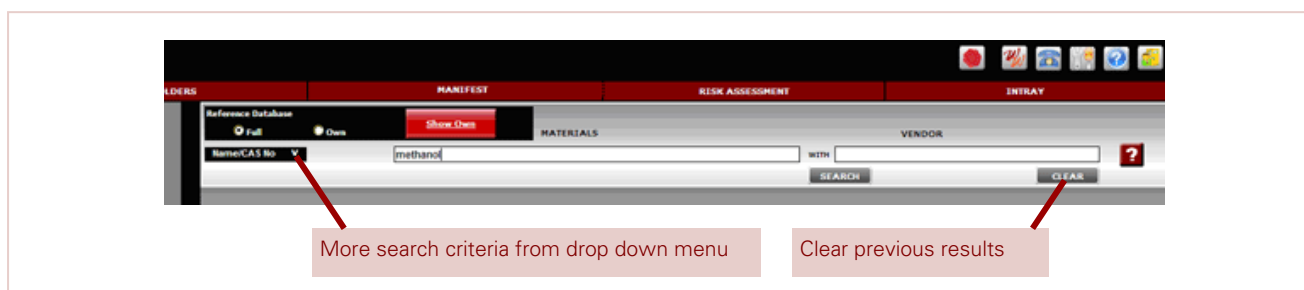 LDERS MANIFEST RISK ASSESSMENT INTRAY
Reference Database
Full Own Show Own MATERIALS VENDOR
Name/CAS No V methanol WITH ?
SEARCH CLEAR
More search criteria from drop down menu Clear previous results